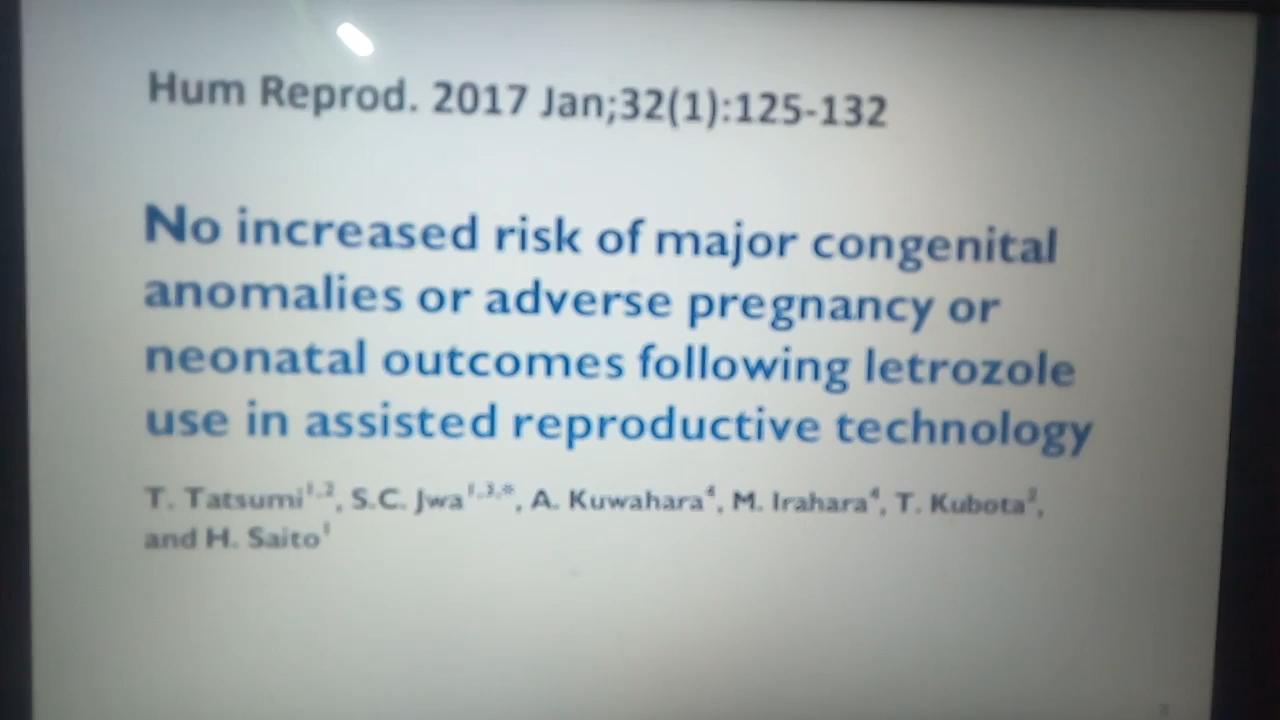 Hum Reprod. 2017 Jan;32(1):125-132
No increased risk of major congenital
anomalies or adverse pregnancy or
neonatal outcomes following letrozole
use in assisted reproductive technology
T. Tatsumi¹·², S.C. Jwa¹·³·*, A. Kuwahara⁴, M. Irahara⁴, T. Kubota²,
and H. Saito¹